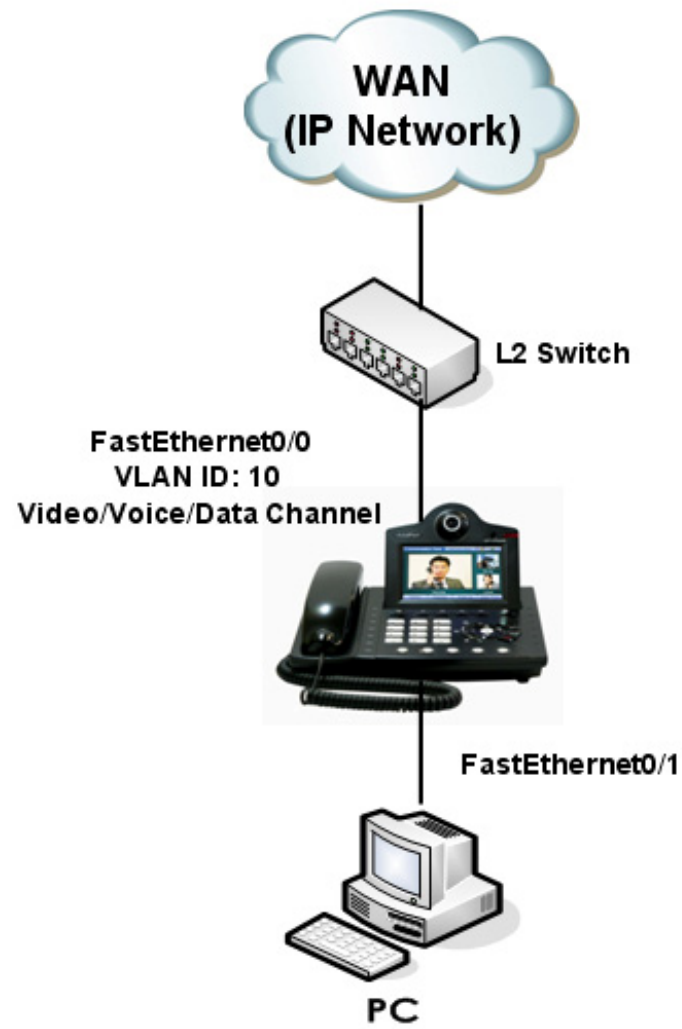 WAN
(IP Network)
L2 Switch
FastEthernet0/0
VLAN ID: 10
Video/Voice/Data Channel
FastEthernet0/1
PC